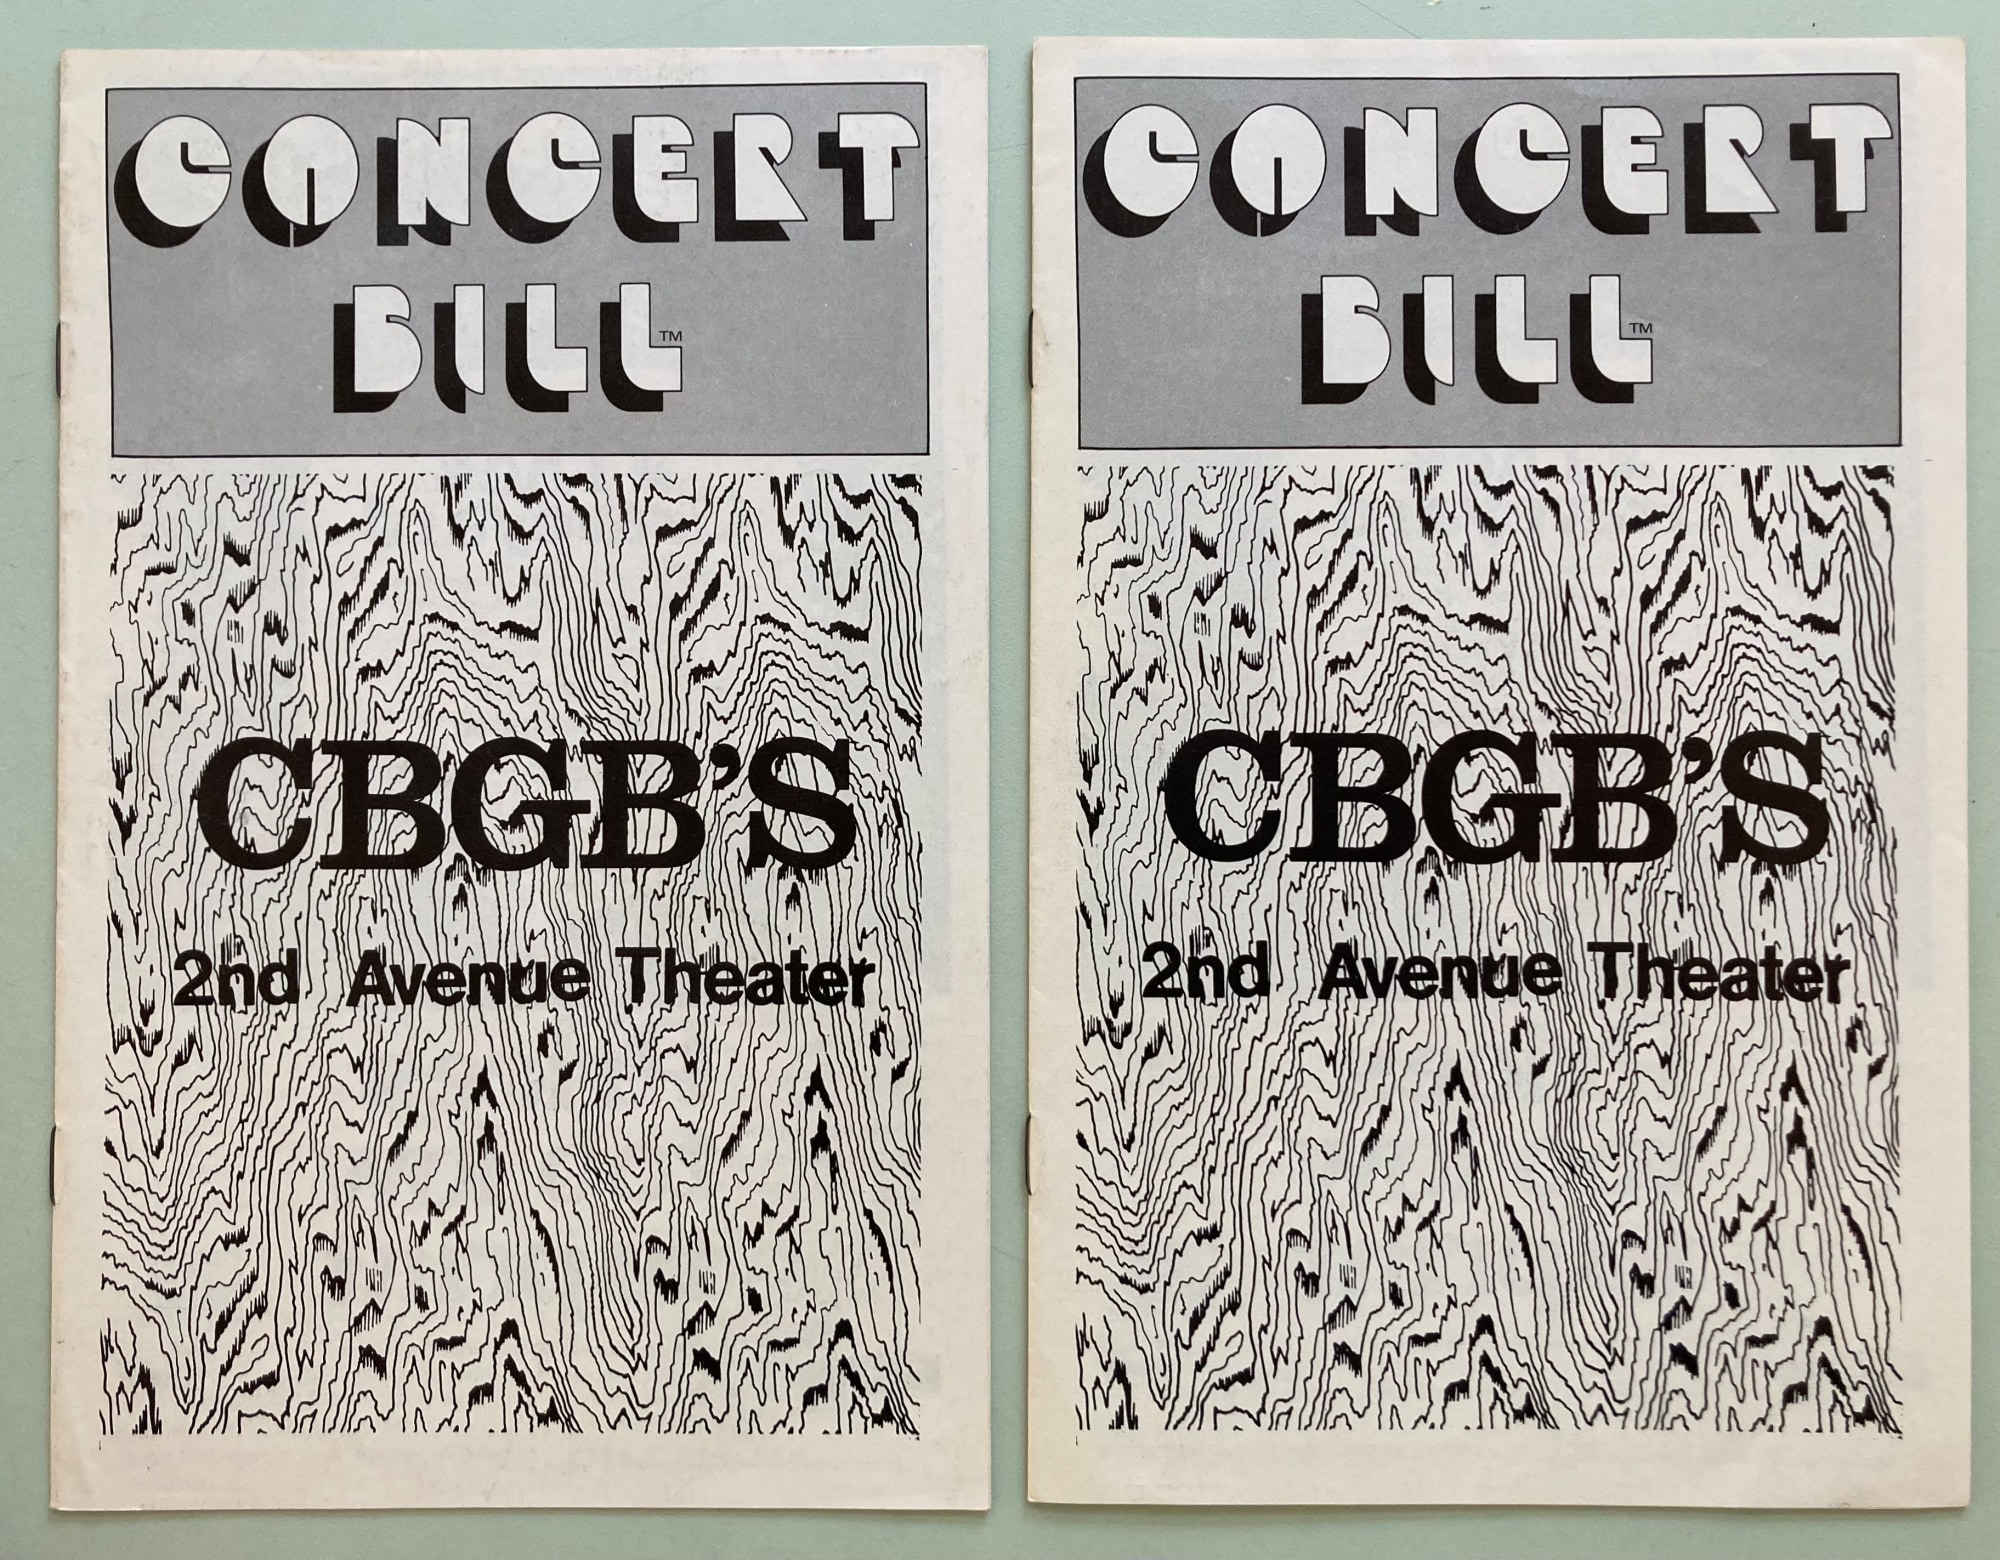 CONCERT
BILL™
CBGB'S
2nd Avenue Theater
CONCERT
BILL™
CBGB'S
2nd Avenue Theater